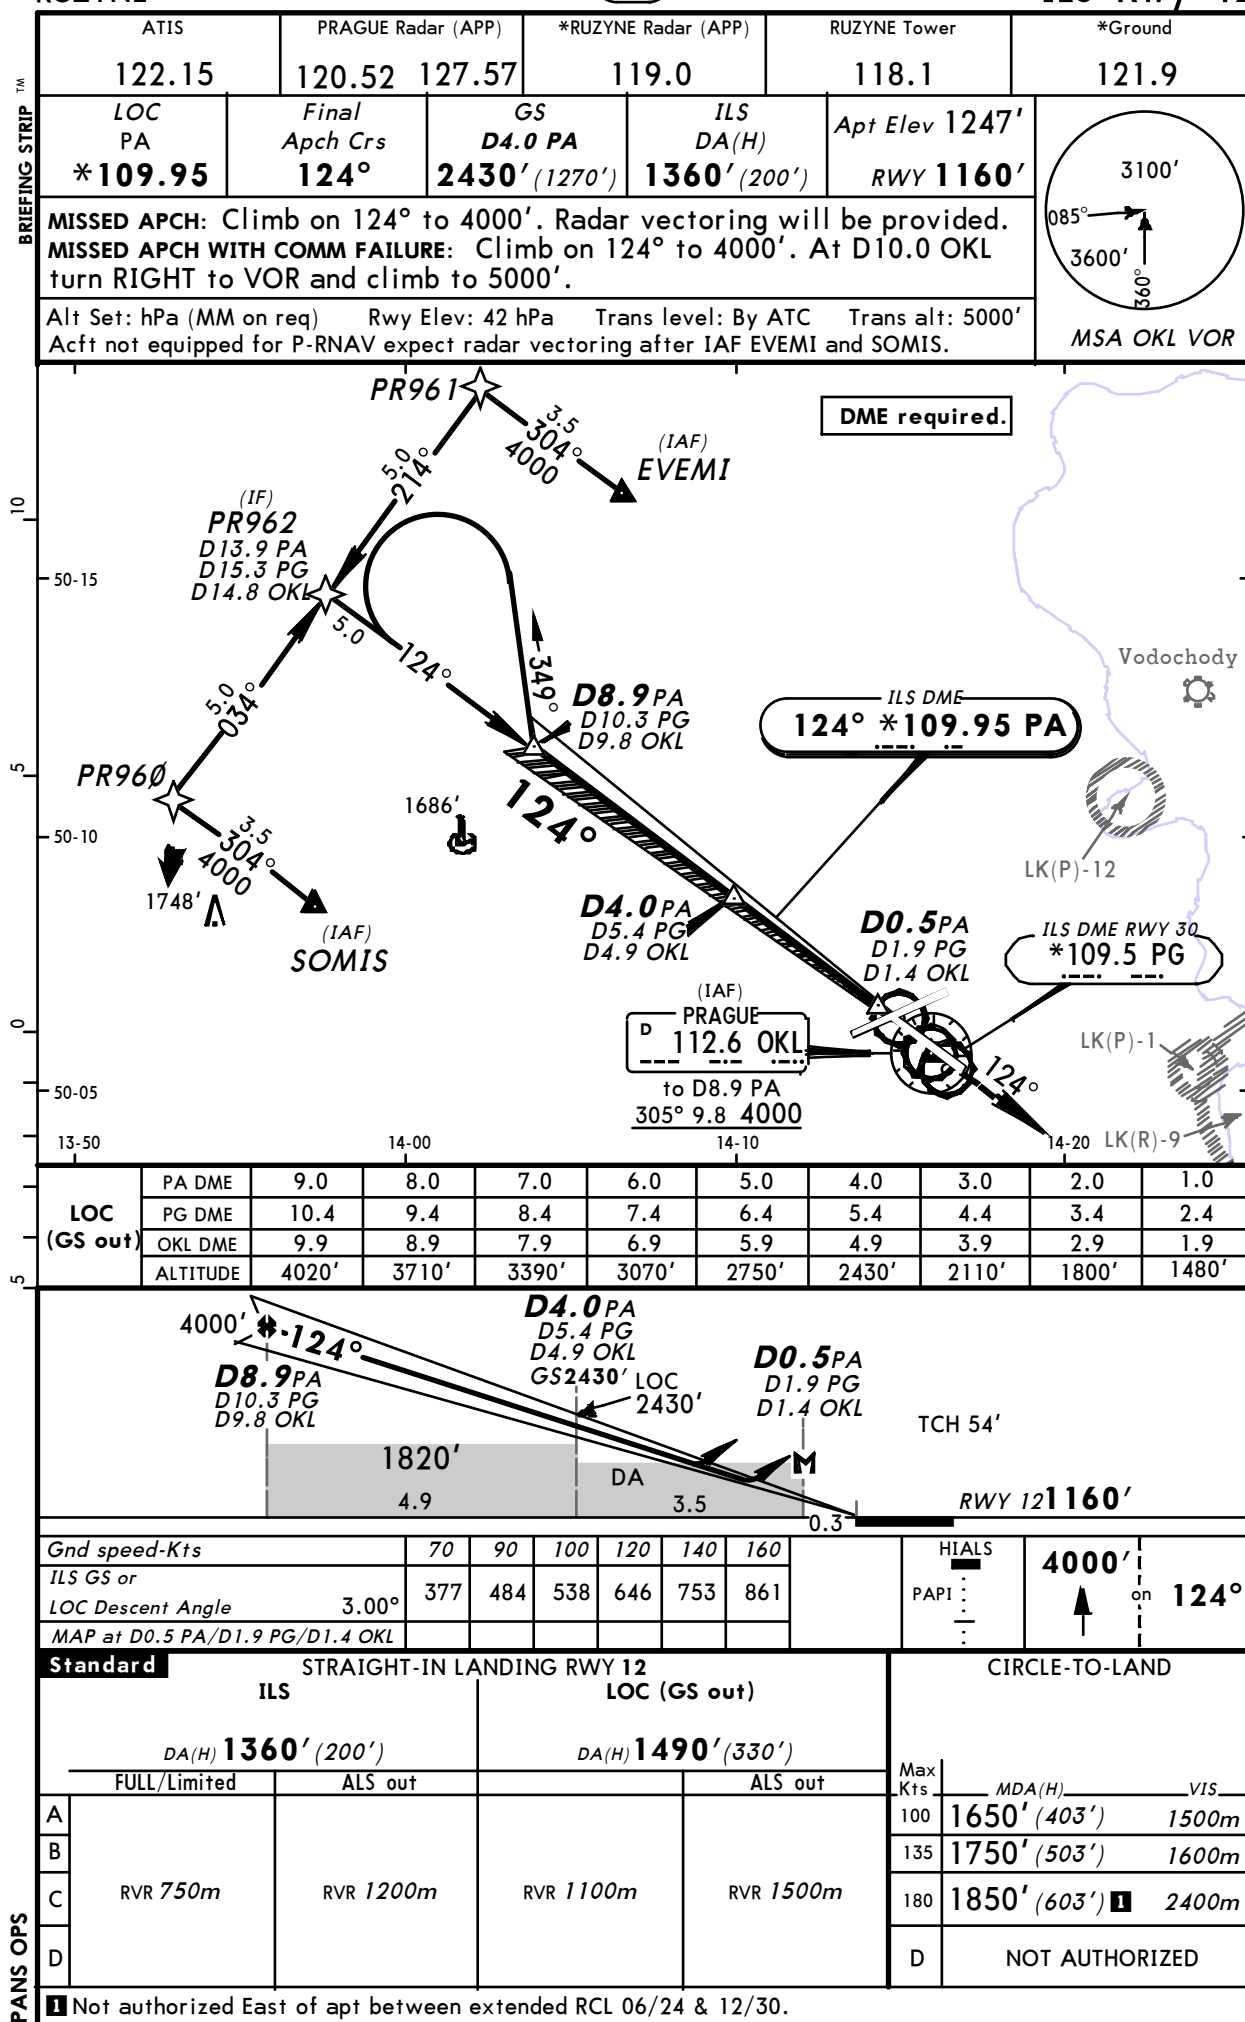 ATIS
122.15
PRAGUE Radar (APP)
120.52 127.57
*RUZYNE Radar (APP)
119.0
RUZYNE Tower
118.1
*Ground
121.9
BRIEFING STRIP TM
LOC
PA
*109.95
Final
Apch Crs
124°
GS
D4.0 PA
2430' (1270')
ILS
DA(H)
1360' (200')
Apt Elev 1247'
RWY 1160'
3100'
085°
3600'
360°
MSA OKL VOR
MISSED APCH: Climb on 124° to 4000'. Radar vectoring will be provided.
MISSED APCH WITH COMM FAILURE: Climb on 124° to 4000'. At D10.0 OKL
turn RIGHT to VOR and climb to 5000'.
Alt Set: hPa (MM on req) Rwy Elev: 42 hPa Trans level: By ATC Trans alt: 5000'
Acft not equipped for P-RNAV expect radar vectoring after IAF EVEMI and SOMIS.
PR961
3.5
304°
4000
(IAF)
EVEMI
DME required.
5.0
214°
(IF)
PR962
D13.9 PA
D15.3 PG
D14.8 OKL
10
50-15
5.0
124°
349°
D8.9 PA
D10.3 PG
D9.8 OKL
ILS DME
124° *109.95 PA
Vodochody
5.0
034°
PR960
5
50-10
3.5
304°
4000
1748'
(IAF)
SOMIS
1686'
124°
LK(P)-12
D4.0 PA
D5.4 PG
D4.9 OKL
D0.5 PA
D1.9 PG
D1.4 OKL
ILS DME RWY 30
*109.5 PG
(IAF)
PRAGUE
D 112.6 OKL
to D8.9 PA
305° 9.8 4000
0
124°
LK(P)-1
LK(R)-9
50-05
13-50
14-00
14-10
14-20
5
LOC
(GS out)
PA DME 9.0 8.0 7.0 6.0 5.0 4.0 3.0 2.0 1.0
PG DME 10.4 9.4 8.4 7.4 6.4 5.4 4.4 3.4 2.4
OKL DME 9.9 8.9 7.9 6.9 5.9 4.9 3.9 2.9 1.9
ALTITUDE 4020' 3710' 3390' 3070' 2750' 2430' 2110' 1800' 1480'
4000'
124°
D8.9 PA
D10.3 PG
D9.8 OKL
D4.0 PA
D5.4 PG
D4.9 OKL
GS2430'
LOC
2430'
D0.5 PA
D1.9 PG
D1.4 OKL
M
TCH 54'
1820'
DA
4.9
3.5
0.3
RWY 12 1160'
Gnd speed-Kts 70 90 100 120 140 160
ILS GS or
LOC Descent Angle 3.00° 377 484 538 646 753 861
MAP at D0.5 PA/D1.9 PG/D1.4 OKL
HIALS
PAPI
4000'
on
124°
Standard
STRAIGHT-IN LANDING RWY 12
ILS
LOC (GS out)
DA(H) 1360' (200')
DA(H) 1490' (330')
FULL/Limited
ALS out
ALS out
A
B
C
D
RVR 750m
RVR 1200m
RVR 1100m
RVR 1500m
CIRCLE-TO-LAND
Max
Kts MDA(H) VIS
100 1650' (403') 1500m
135 1750' (503') 1600m
180 1850' (603') 1 2400m
D NOT AUTHORIZED
PANS OPS
1 Not authorized East of apt between extended RCL 06/24 & 12/30.